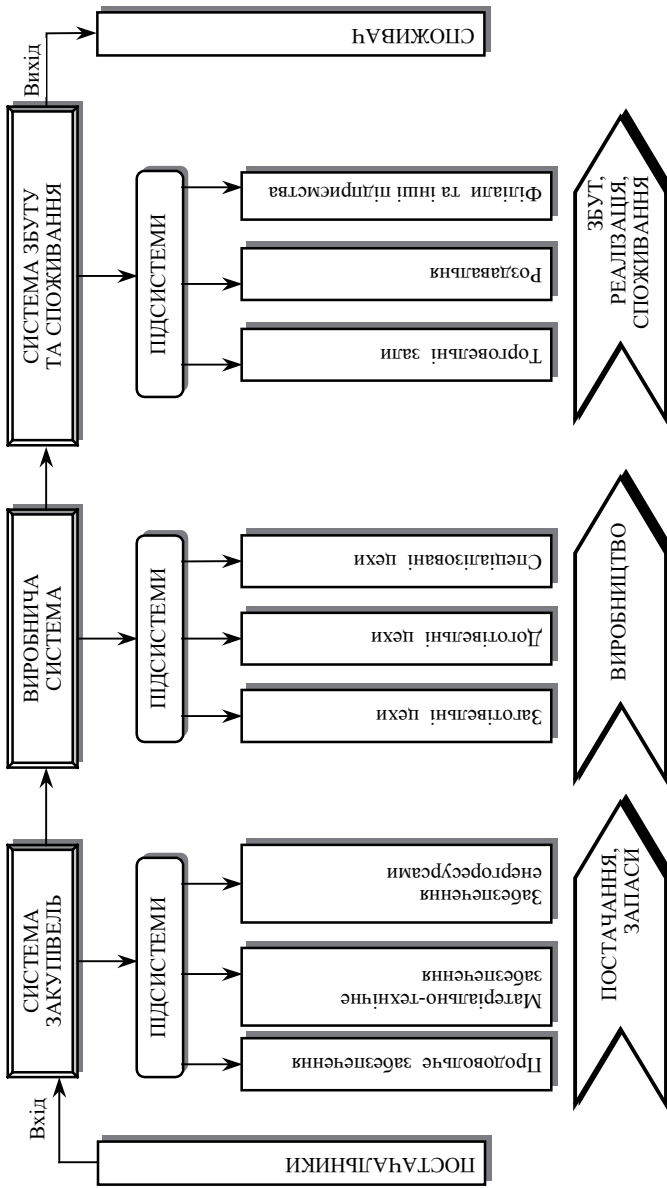 ПОСТАЧАЛЬНИКИ
Вхід
СИСТЕМА
ЗАКУПІВЕЛЬ
ПІДСИСТЕМИ
Продовольче забезпечення
Матеріально-технічне
забезпечення
Забезпечення
енергоресурсами
ПОСТАЧАННЯ,
ЗАПАСИ
ВИРОБНИЧА
СИСТЕМА
ПІДСИСТЕМИ
Заготівельні цехи
Доготівельні цехи
Спеціалізовані цехи
ВИРОБНИЦТВО
СИСТЕМА ЗБУТУ
ТА СПОЖИВАННЯ
ПІДСИСТЕМИ
Торговельні зали
Роздавальня
Філіали та інші підприємства
ЗБУТ,
РЕАЛІЗАЦІЯ,
СПОЖИВАННЯ
Вихід
СПОЖИВАЧ